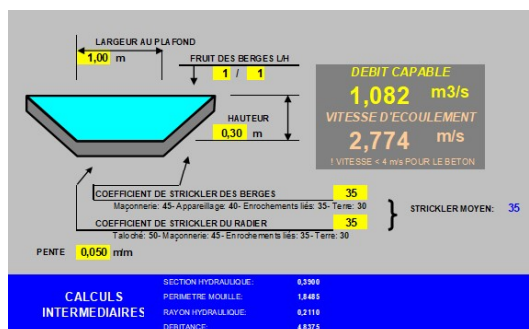 LARGEUR AU PLAFOND
1,00 m
FRUIT DES BERGES L/H
1 / 1
HAUTEUR
0,30 m
DEBIT CAPABLE
1,082 m3/s
VITESSE D'ECOULEMENT
2,774 m/s
! VITESSE < 4 m/s POUR LE BETON
COEFFICIENT DE STRICKLER DES BERGES 35
Maçonnerie: 45- Appareillage: 40- Enrochements liés: 35- Terre: 30
STRICKLER MOYEN: 35
COEFFICIENT DE STRICKLER DU RADIER 35
Taloché: 50- Maçonnerie: 45- Enrochements liés: 35- Terre: 30
PENTE 0,050 m/m
CALCULS INTERMEDIAIRES
SECTION HYDRAULIQUE: 0,3900
PERIMETRE MOUILLE: 1,8485
RAYON HYDRAULIQUE: 0,2110
DEBITANCE: 4,8375